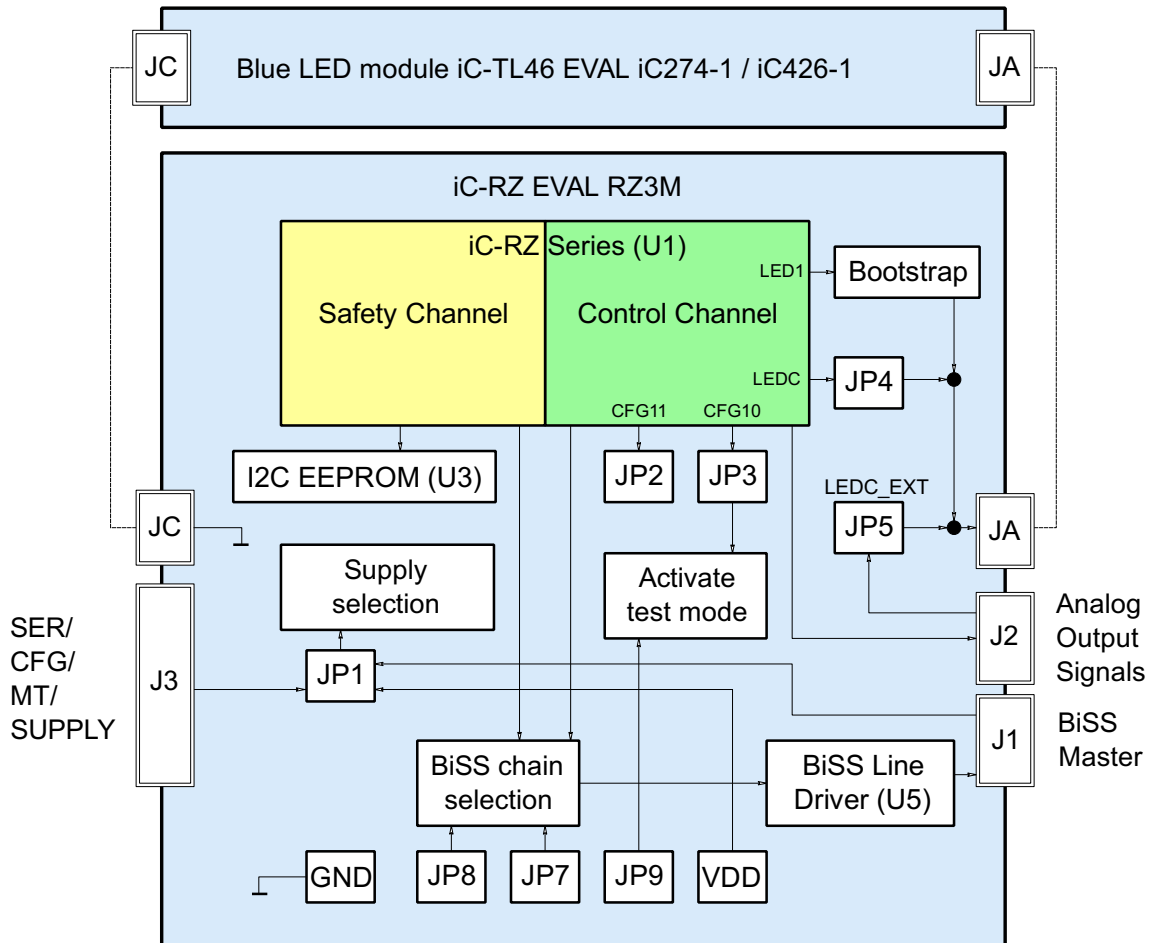 JC
Blue LED module iC-TL46 EVAL iC274-1 / iC426-1
JA
iC-RZ EVAL RZ3M
iC-RZ Series (U1)
LED1
Bootstrap
Safety Channel
Control Channel
LEDC
JP4
CFG11
CFG10
I2C EEPROM (U3)
JP2
JP3
LEDC_EXT
JC
JP5
JA
Supply
selection
Activate
test mode
SER/
CFG/
MT/
SUPPLY
J3
JP1
J2
Analog
Output
Signals
J1
BiSS
Master
BiSS chain
selection
BiSS Line
Driver (U5)
GND
JP8
JP7
JP9
VDD